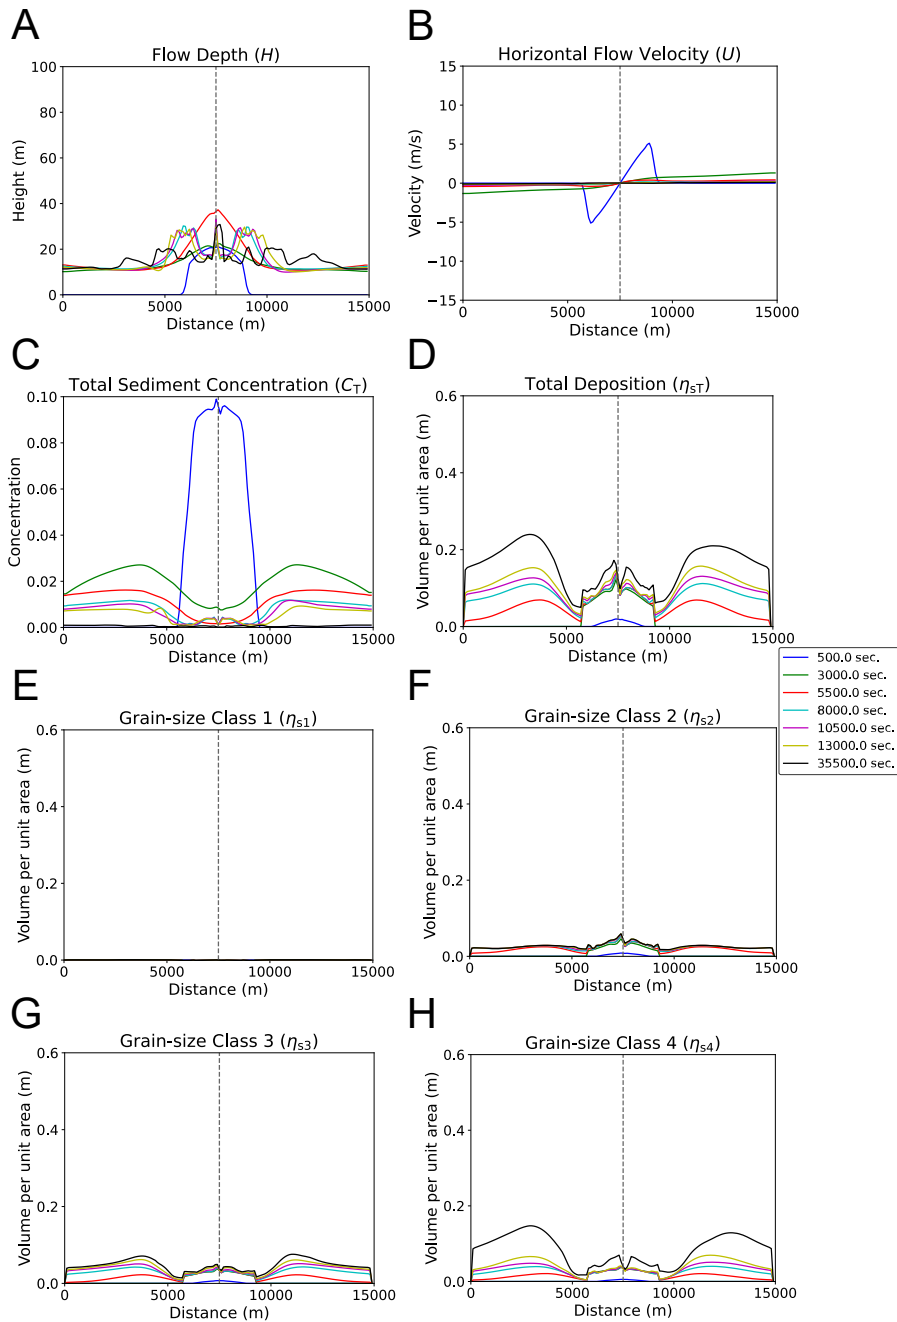 A
Flow Depth (H)
100
80
60
40
20
0
Height (m)
0 5000 10000 15000
Distance (m)
B
Horizontal Flow Velocity (U)
15
10
5
0
−5
−10
−15
Velocity (m/s)
0 5000 10000 15000
Distance (m)
C
Total Sediment Concentration (C_T)
0.10
0.08
0.06
0.04
0.02
0.00
Concentration
0 5000 10000 15000
Distance (m)
D
Total Deposition (η_sT)
0.6
0.4
0.2
0.0
Volume per unit area (m)
0 5000 10000 15000
Distance (m)
500.0 sec.
3000.0 sec.
5500.0 sec.
8000.0 sec.
10500.0 sec.
13000.0 sec.
35500.0 sec.
E
Grain-size Class 1 (η_s1)
0.6
0.4
0.2
0.0
Volume per unit area (m)
0 5000 10000 15000
Distance (m)
F
Grain-size Class 2 (η_s2)
0.6
0.4
0.2
0.0
Volume per unit area (m)
0 5000 10000 15000
Distance (m)
G
Grain-size Class 3 (η_s3)
0.6
0.4
0.2
0.0
Volume per unit area (m)
0 5000 10000 15000
Distance (m)
H
Grain-size Class 4 (η_s4)
0.6
0.4
0.2
0.0
Volume per unit area (m)
0 5000 10000 15000
Distance (m)